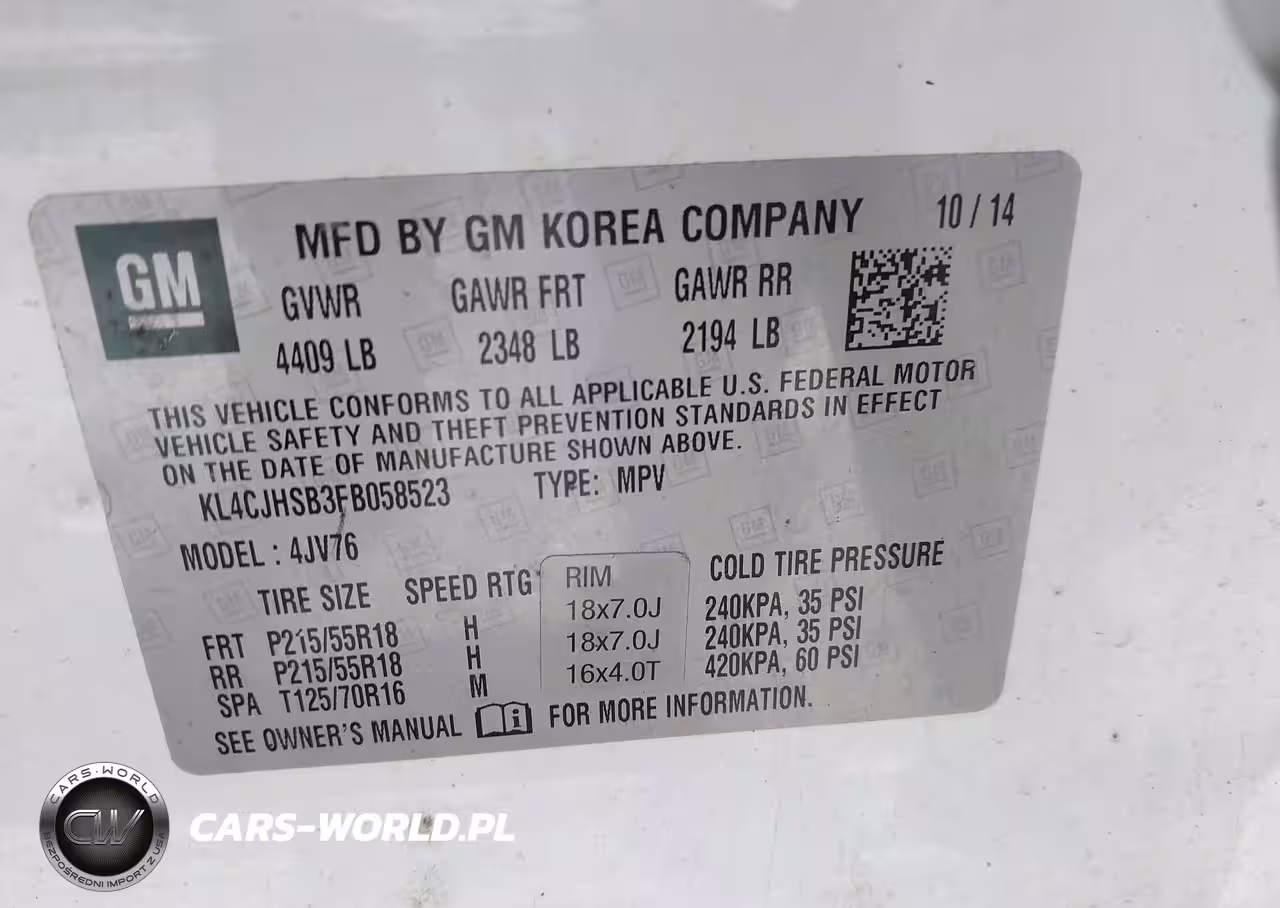 GM
MFD BY GM KOREA COMPANY 10 / 14
GVWR GAWR FRT GAWR RR
4409 LB 2348 LB 2194 LB
THIS VEHICLE CONFORMS TO ALL APPLICABLE U.S. FEDERAL MOTOR
VEHICLE SAFETY AND THEFT PREVENTION STANDARDS IN EFFECT
ON THE DATE OF MANUFACTURE SHOWN ABOVE.
KL4CJHSB3FB058523 TYPE: MPV
MODEL : 4JV76
TIRE SIZE SPEED RTG RIM COLD TIRE PRESSURE
FRT P215/55R18 H 18x7.0J 240KPA, 35 PSI
RR P215/55R18 H 18x7.0J 240KPA, 35 PSI
SPA T125/70R16 M 16x4.0T 420KPA, 60 PSI
SEE OWNER'S MANUAL FOR MORE INFORMATION.
CARS-WORLD
CW
BEZPOŚREDNI IMPORT Z USA
CARS-WORLD.PL